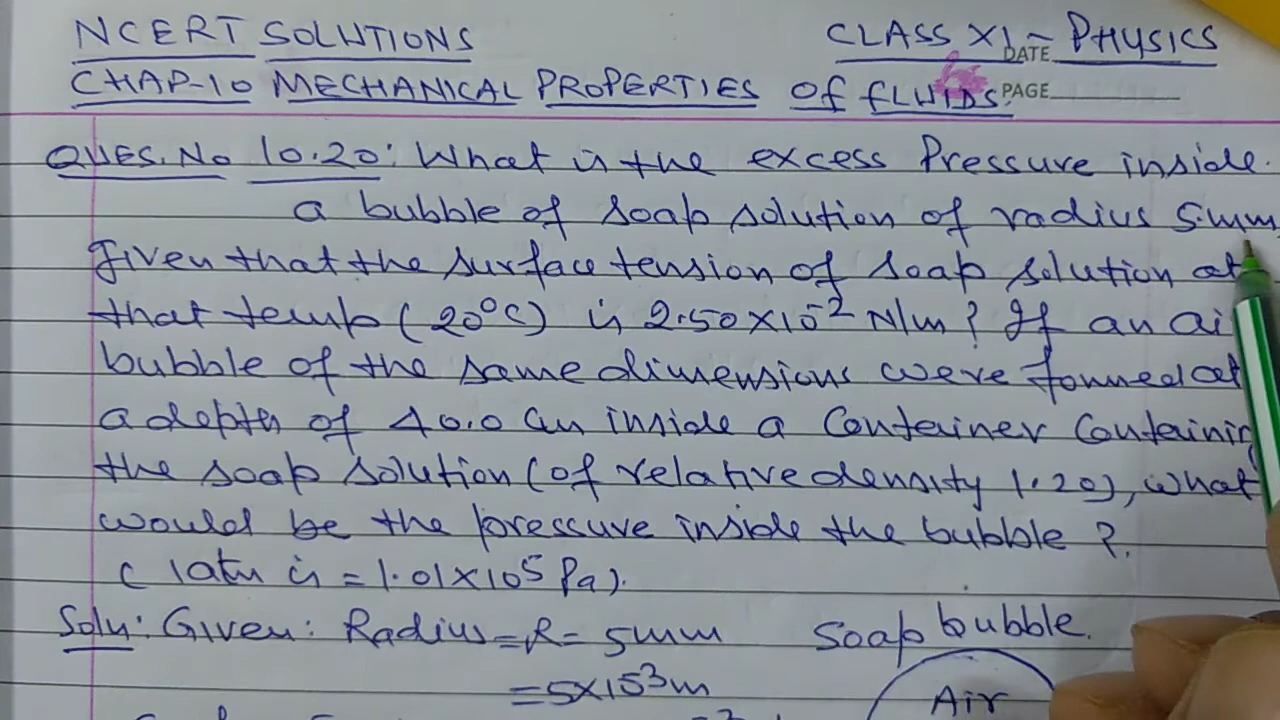 NCERT SOLUTIONS CLASS XI - PHYSICS
DATE
CHAP-10 MECHANICAL PROPERTIES OF FLUIDS.
PAGE
QUES. No 10.20: What is the excess Pressure inside
a bubble of soap solution of radius 5mm
Given that the surface tension of soap solution at
that temp (20°C) is 2.50×10⁻² N/m? If an
bubble of the same dimensions were formed at
a depth of 40.0 cm inside a Container
the soap solution (of relative density 1.20), what
would be the pressure inside the bubble?.
( 1atm is = 1.01×10⁵ Pa).
Soln: Given: Radius = R = 5mm Soap bubble.
= 5×10⁻³m
Air